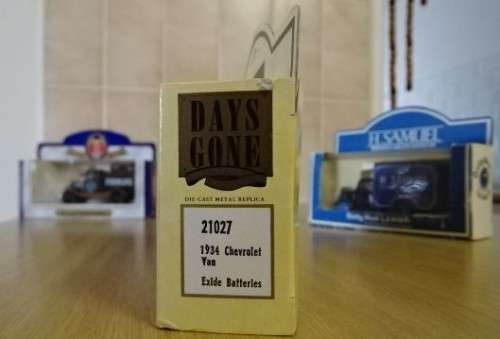 DAYS
GONE
DIE-CAST METAL REPLICA
21027
1934 Chevrolet
Van
Exide Batteries
H.SAMUEL